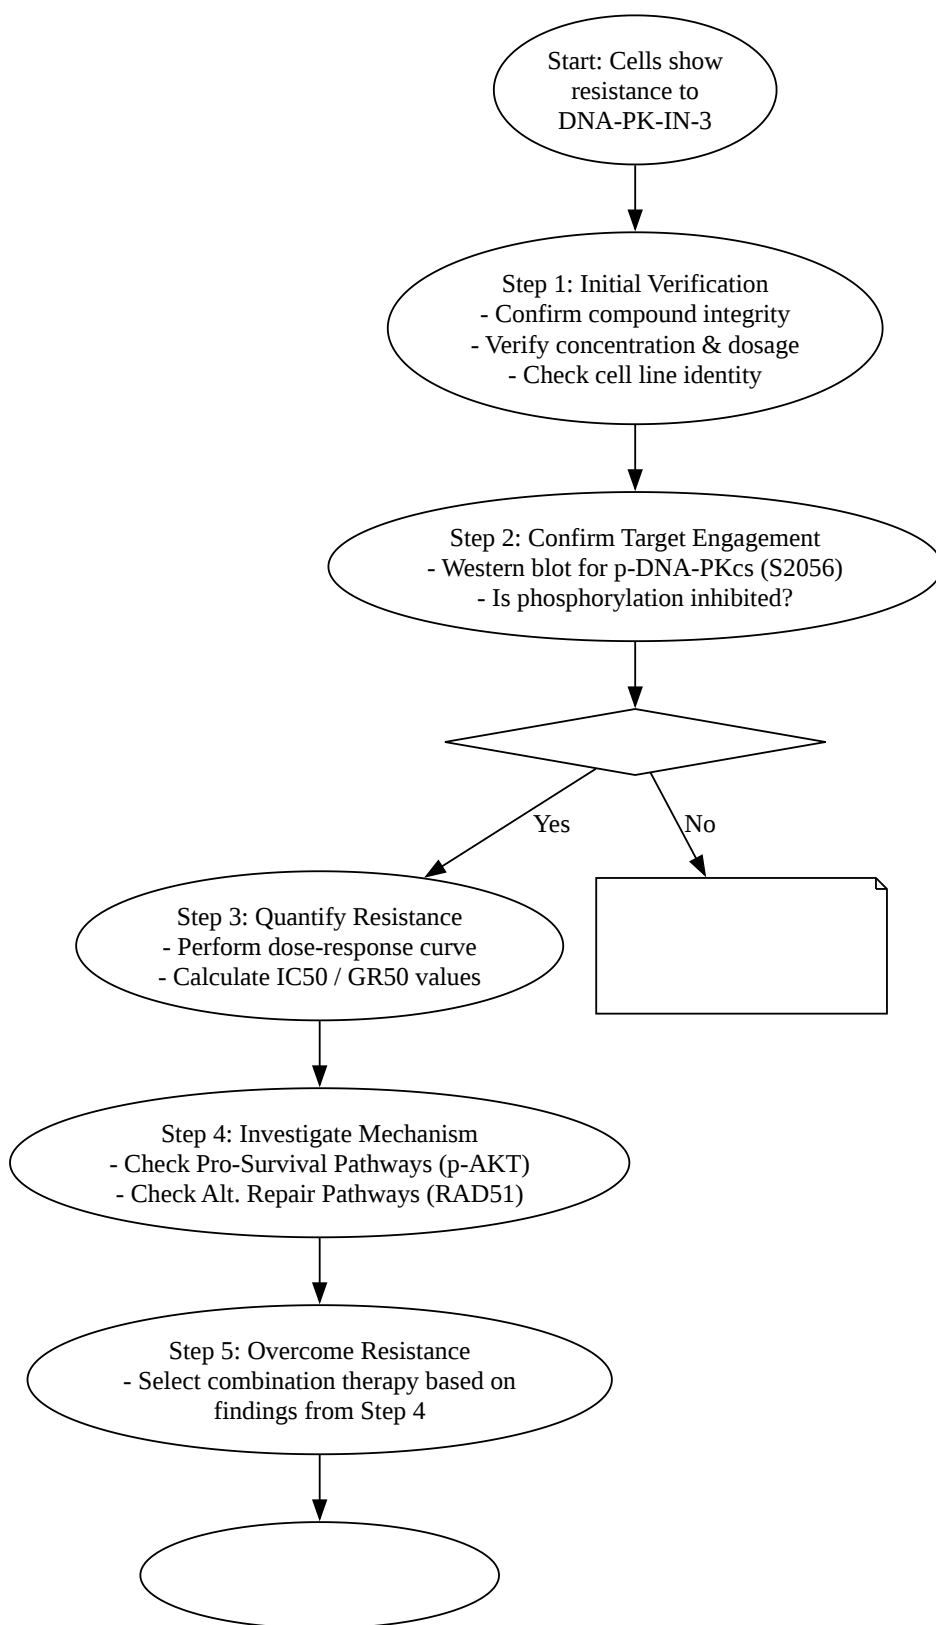 Start: Cells show
resistance to
DNA-PK-IN-3
Step 1: Initial Verification
- Confirm compound integrity
- Verify concentration & dosage
- Check cell line identity
Step 2: Confirm Target Engagement
- Western blot for p-DNA-PKcs (S2056)
- Is phosphorylation inhibited?
Yes
No
Step 3: Quantify Resistance
- Perform dose-response curve
- Calculate IC50 / GR50 values
Step 4: Investigate Mechanism
- Check Pro-Survival Pathways (p-AKT)
- Check Alt. Repair Pathways (RAD51)
Step 5: Overcome Resistance
- Select combination therapy based on
findings from Step 4